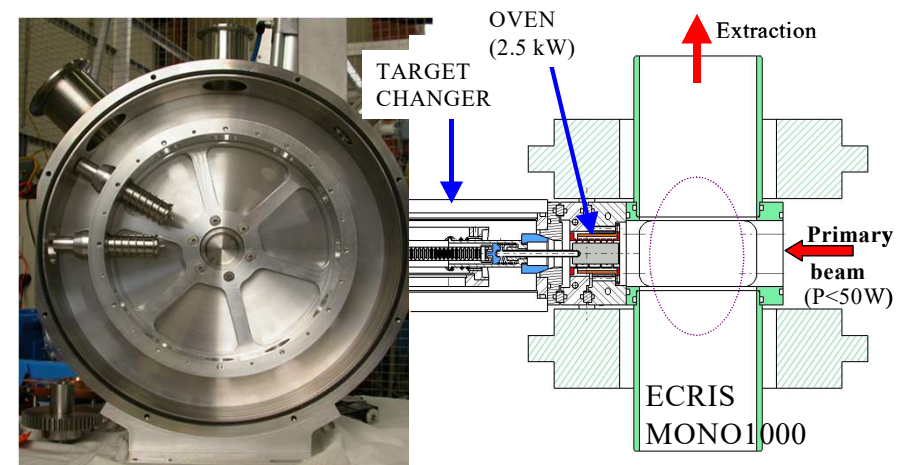 OVEN
(2.5 kW)
Extraction
TARGET
CHANGER
Primary
beam
(P<50W)
ECRIS
MONO1000